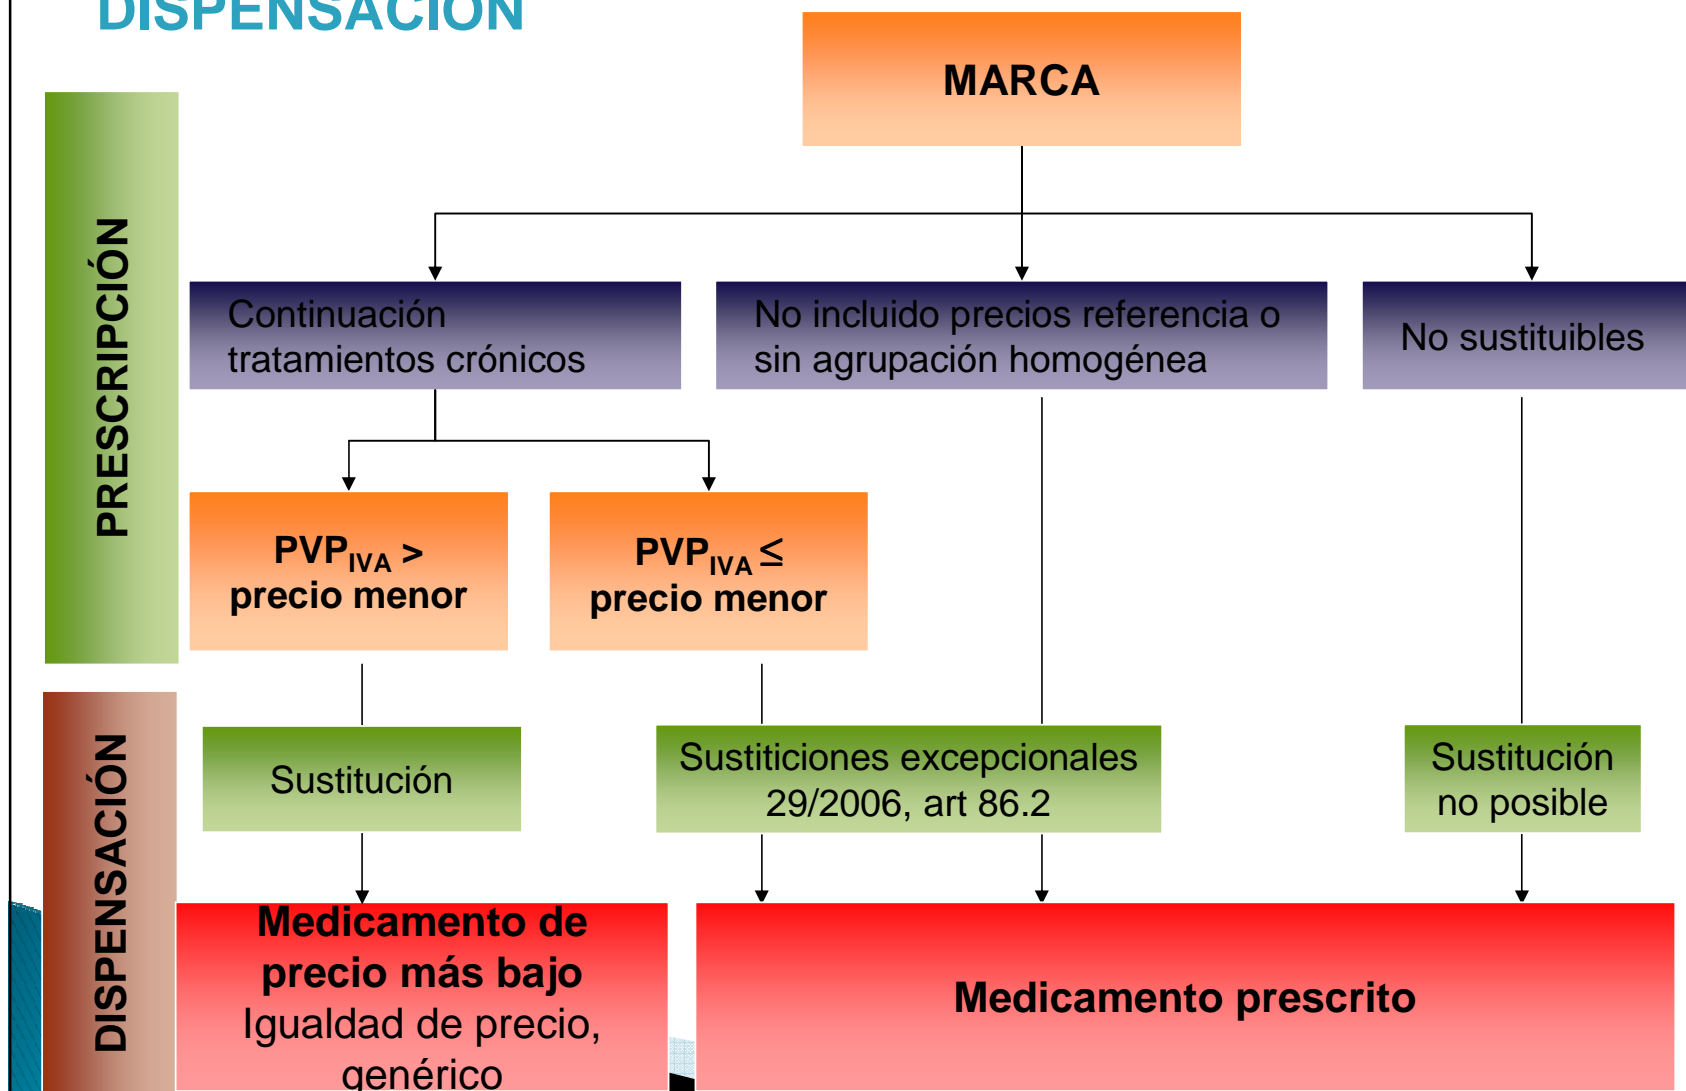 DISPENSACIÓN
MARCA
PRESCRIPCIÓN
Continuación
tratamientos crónicos
No incluido precios referencia o
sin agrupación homogénea
No sustituibles
PVPIVA >
precio menor
PVPIVA ≤
precio menor
DISPENSACIÓN
Sustitución
Sustiticiones excepcionales
29/2006, art 86.2
Sustitución
no posible
Medicamento de
precio más bajo
Igualdad de precio,
genérico
Medicamento prescrito